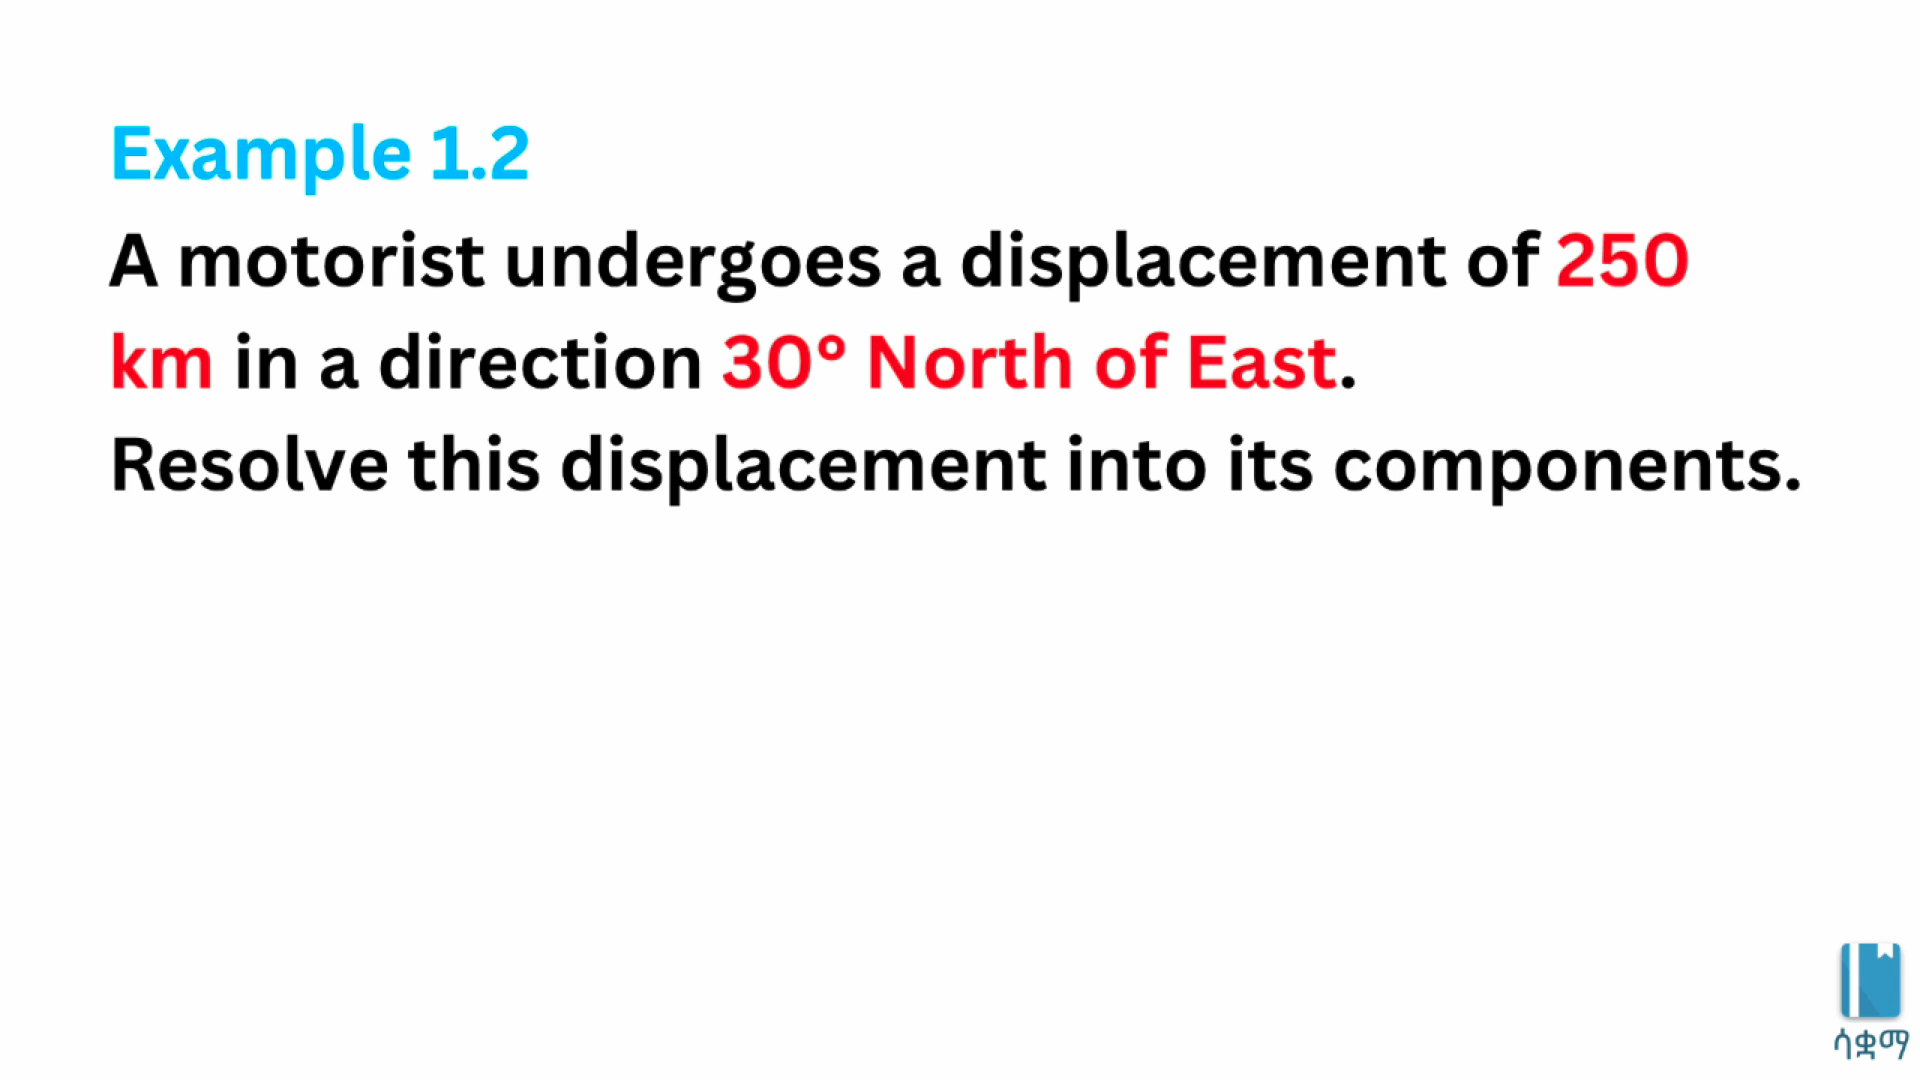 Example 1.2
A motorist undergoes a displacement of 250
km in a direction 30° North of East.
Resolve this displacement into its components.
ሳቋማ